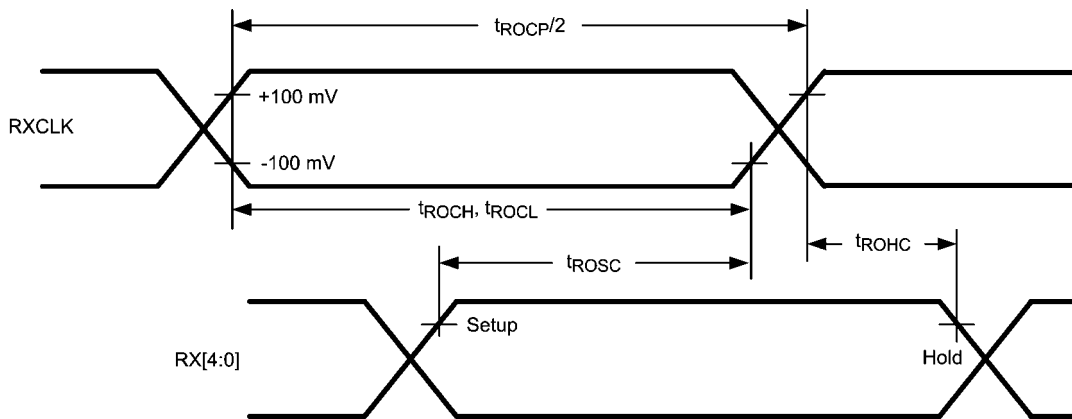 tROCP/2
+100 mV
RXCLK
-100 mV
tROCH, tROCL
tROHC
tROSC
Setup
RX[4:0]
Hold